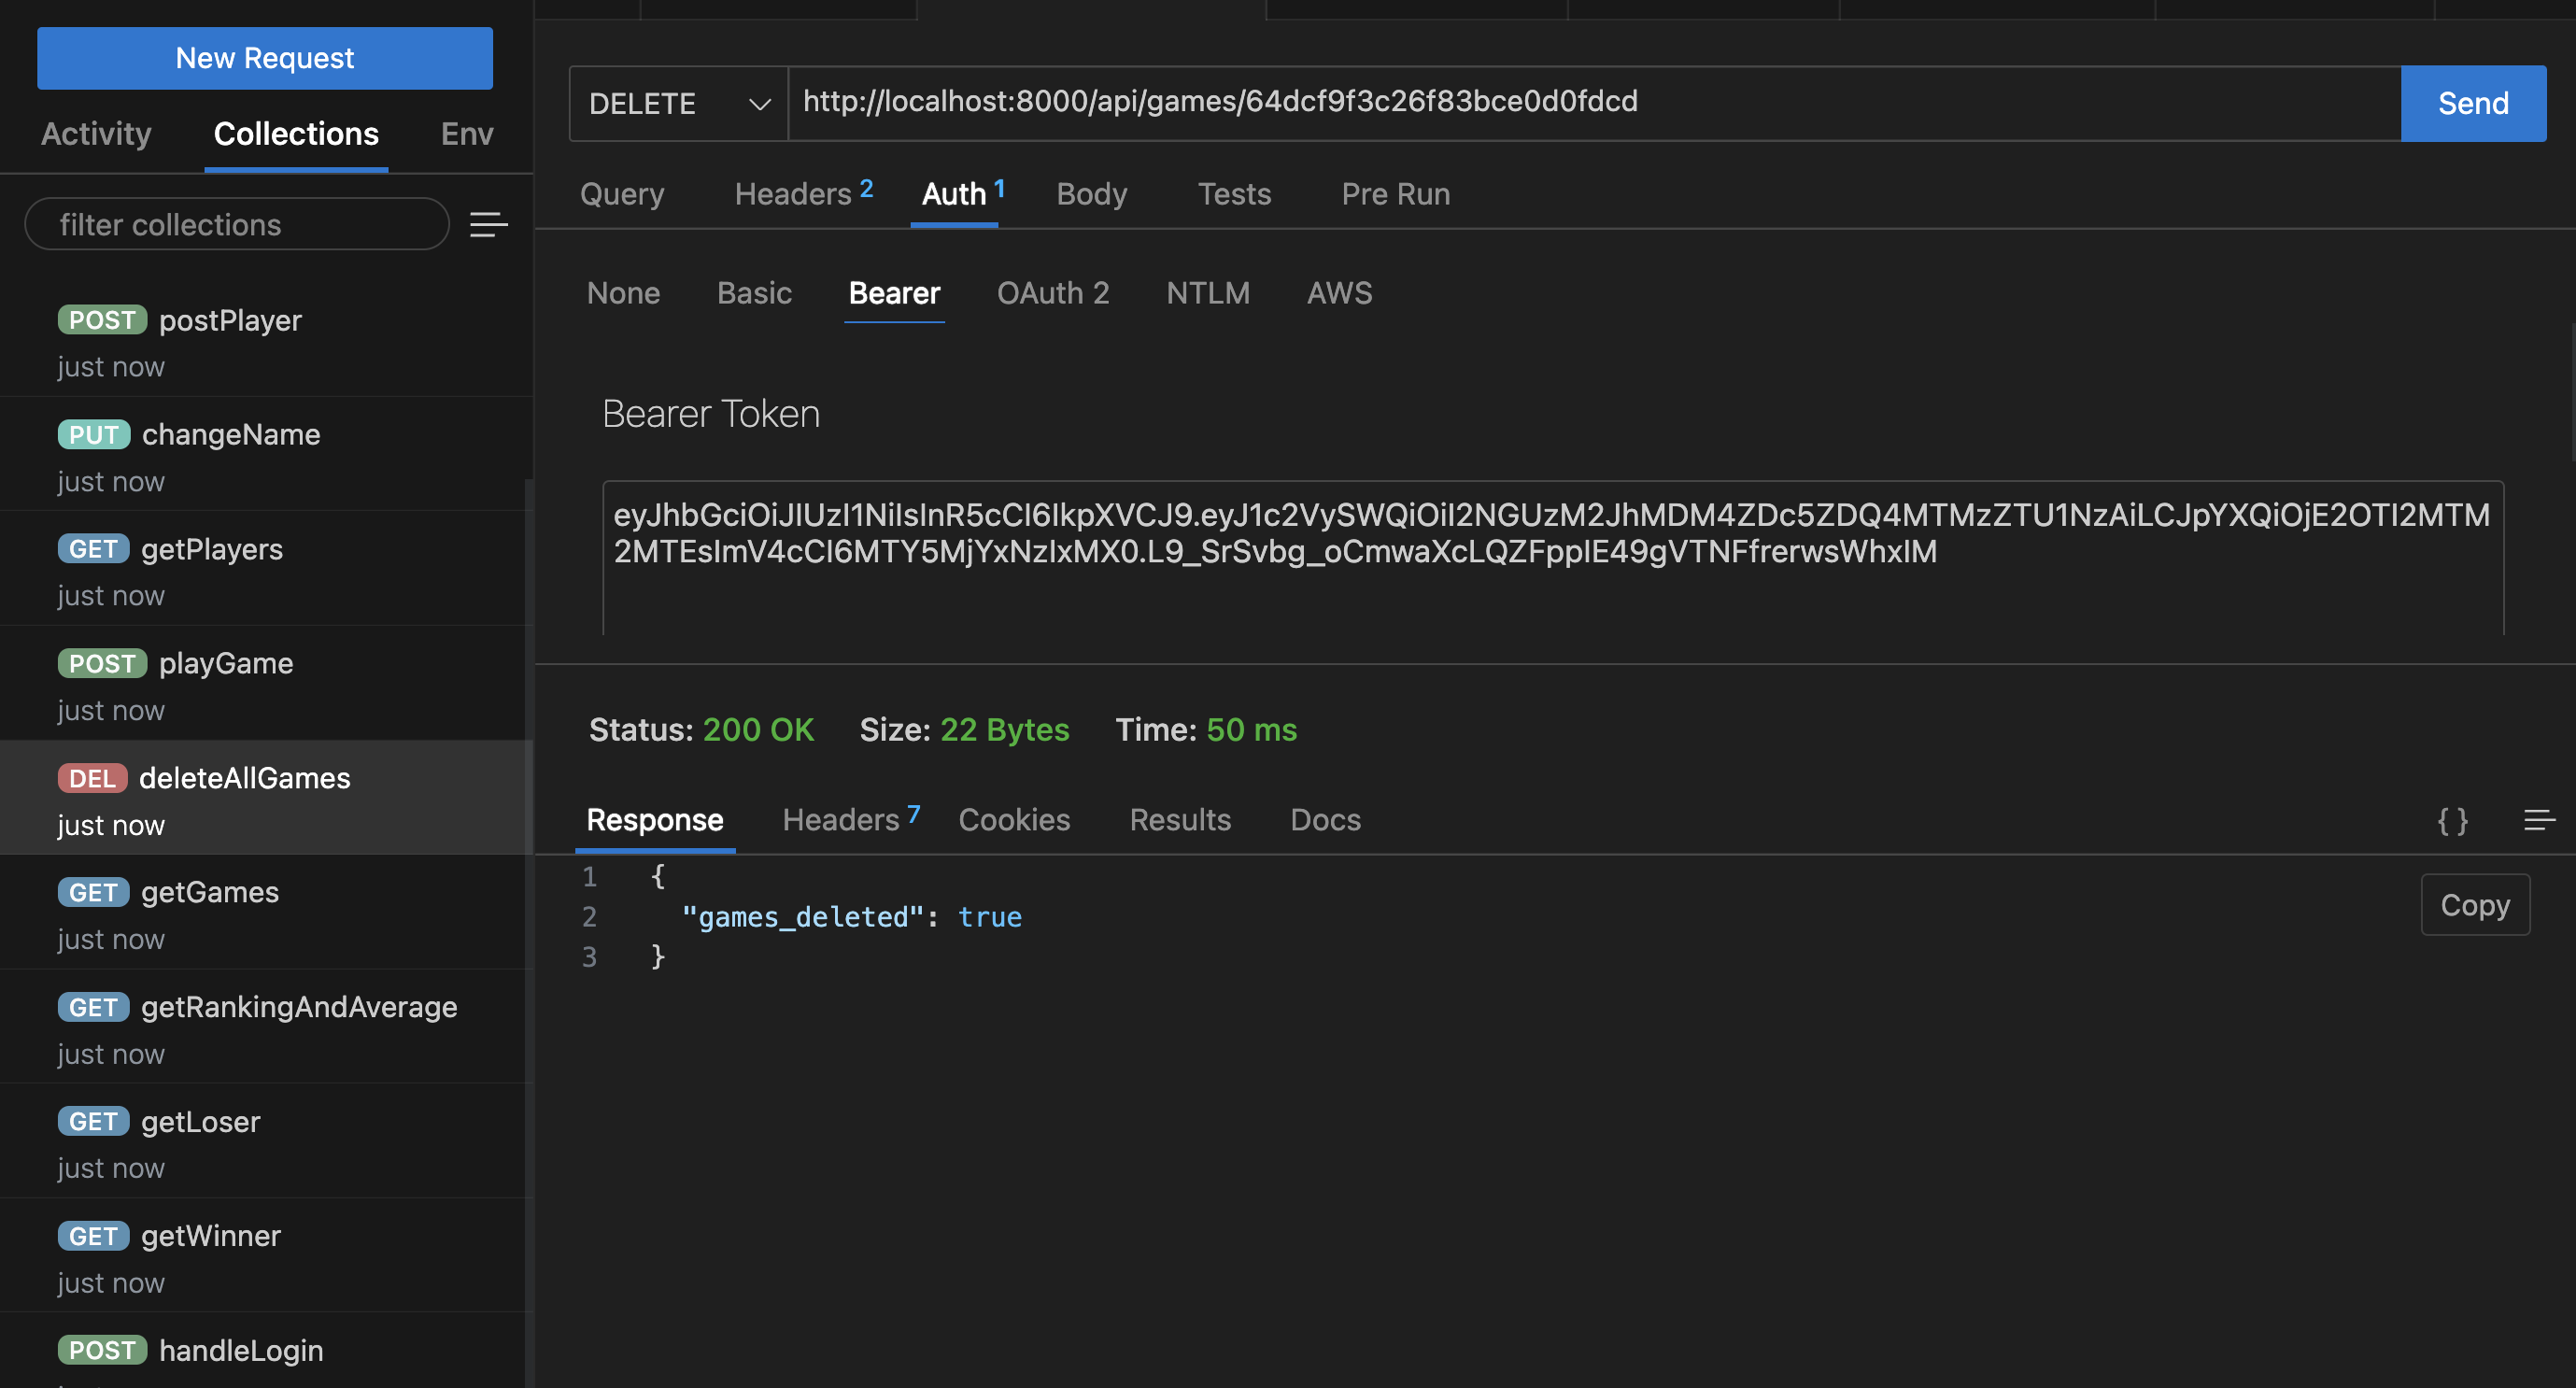 New Request
Activity Collections Env
filter collections
POST postPlayer
just now
PUT changeName
just now
GET getPlayers
just now
POST playGame
just now
DEL deleteAllGames
just now
GET getGames
just now
GET getRankingAndAverage
just now
GET getLoser
just now
GET getWinner
just now
POST handleLogin
DELETE http://localhost:8000/api/games/64dcf9f3c26f83bce0d0fdcd Send
Query Headers 2 Auth 1 Body Tests Pre Run
None Basic Bearer OAuth 2 NTLM AWS
Bearer Token
eyJhbGciOiJIUzI1NiIsInR5cCI6IkpXVCJ9.eyJ1c2VySWQiOiI2NGUzM2JhMDM4ZDc5ZDQ4MTMzZTU1NzAiLCJpYXQiOjE2OTI2MTM
2MTEsImV4cCI6MTY5MjYxNzIxMX0.L9_SrSvbg_oCmwaXcLQZFppIE49gVTNFfrerwsWhxIM
Status: 200 OK Size: 22 Bytes Time: 50 ms
Response Headers 7 Cookies Results Docs { }
1 {
2 "games_deleted": true
3 }
Copy